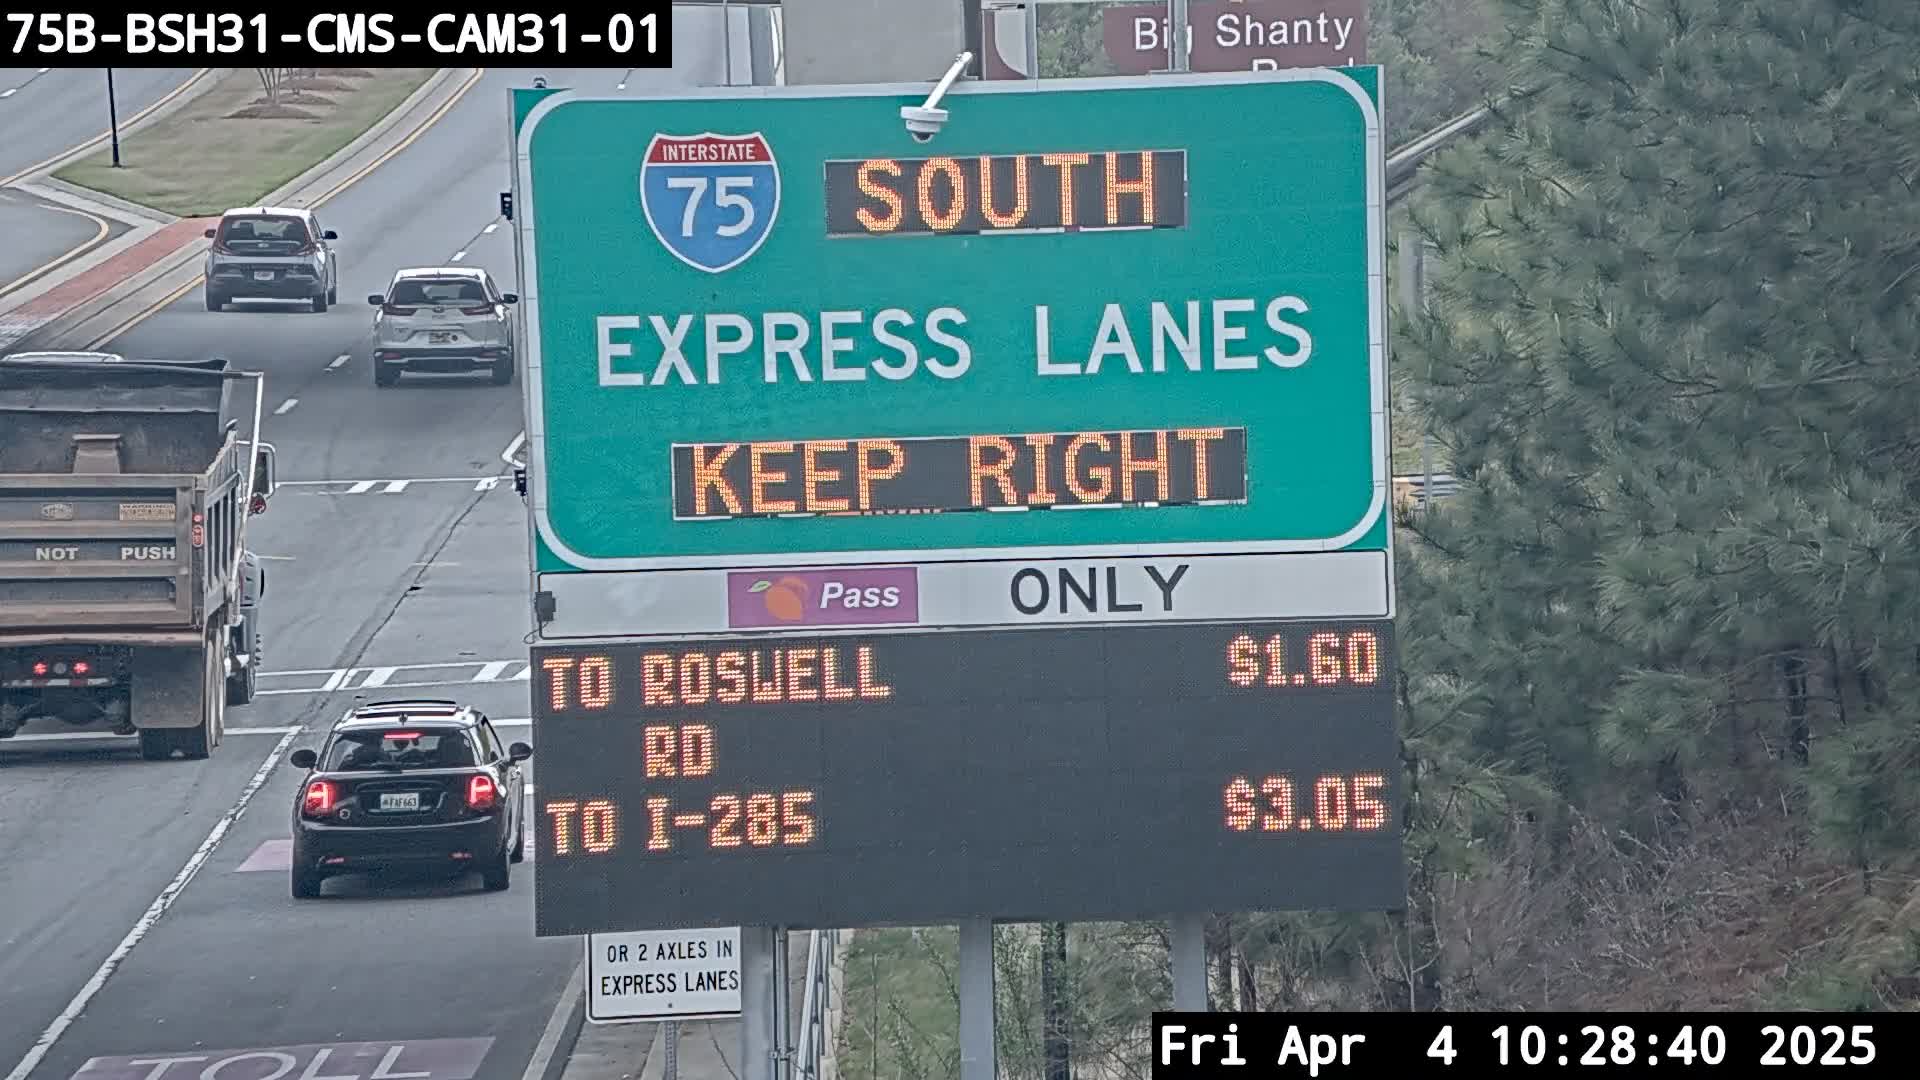 75B-BSH31-CMS-CAM31-01
Big Shanty
Road
INTERSTATE
75
SOUTH
EXPRESS LANES
KEEP RIGHT
Pass ONLY
TO ROSWELL $1.60
RD
TO I-285 $3.05
NOT PUSH
OR 2 AXLES IN
EXPRESS LANES
TOLL
Fri Apr 4 10:28:40 2025